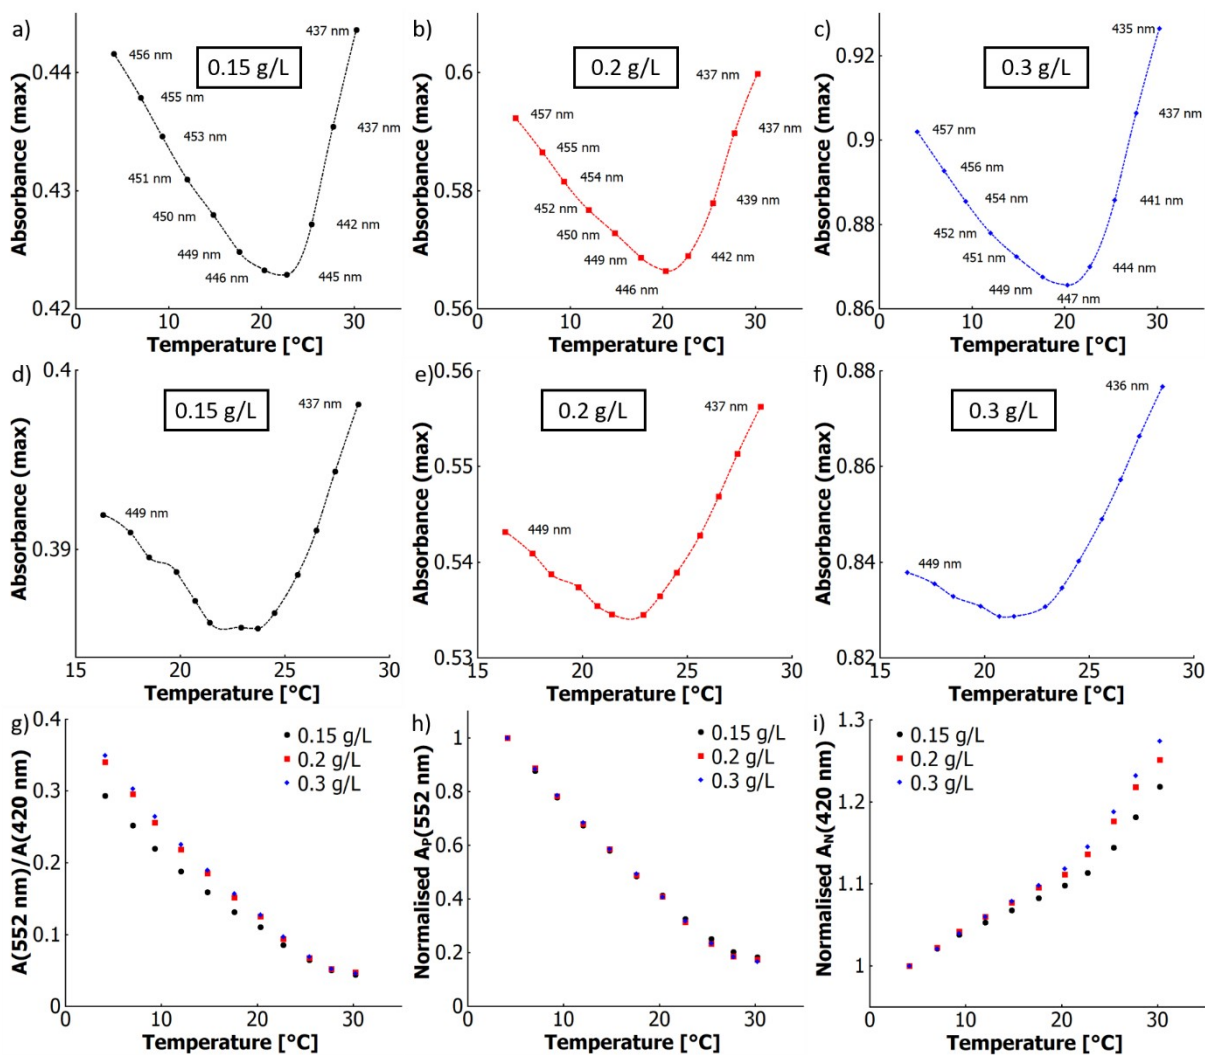 a)
0.15 g/L
Absorbance (max)
0.44
0.43
0.42
456 nm
455 nm
453 nm
451 nm
450 nm
449 nm
446 nm
445 nm
442 nm
437 nm
437 nm
0 10 20 30
Temperature [°C]
b)
0.2 g/L
Absorbance (max)
0.6
0.58
0.56
457 nm
455 nm
454 nm
452 nm
450 nm
449 nm
446 nm
442 nm
439 nm
437 nm
437 nm
0 10 20 30
Temperature [°C]
c)
0.3 g/L
Absorbance (max)
0.92
0.9
0.88
0.86
457 nm
456 nm
454 nm
452 nm
451 nm
449 nm
447 nm
444 nm
441 nm
437 nm
435 nm
0 10 20 30
Temperature [°C]
d)
0.15 g/L
Absorbance (max)
0.4
0.39
449 nm
437 nm
15 20 25 30
Temperature [°C]
e)
0.2 g/L
Absorbance (max)
0.56
0.55
0.54
0.53
449 nm
437 nm
15 20 25 30
Temperature [°C]
f)
0.3 g/L
Absorbance (max)
0.88
0.86
0.84
0.82
449 nm
436 nm
15 20 25 30
Temperature [°C]
g)
A(552 nm)/A(420 nm)
0.4
0.3
0.2
0.1
0
0.15 g/L
0.2 g/L
0.3 g/L
0 10 20 30
Temperature [°C]
h)
Normalised Aₚ(552 nm)
1
0.8
0.6
0.4
0.2
0
0.15 g/L
0.2 g/L
0.3 g/L
0 10 20 30
Temperature [°C]
i)
Normalised A_N(420 nm)
1.3
1.2
1.1
1
0.15 g/L
0.2 g/L
0.3 g/L
0 10 20 30
Temperature [°C]